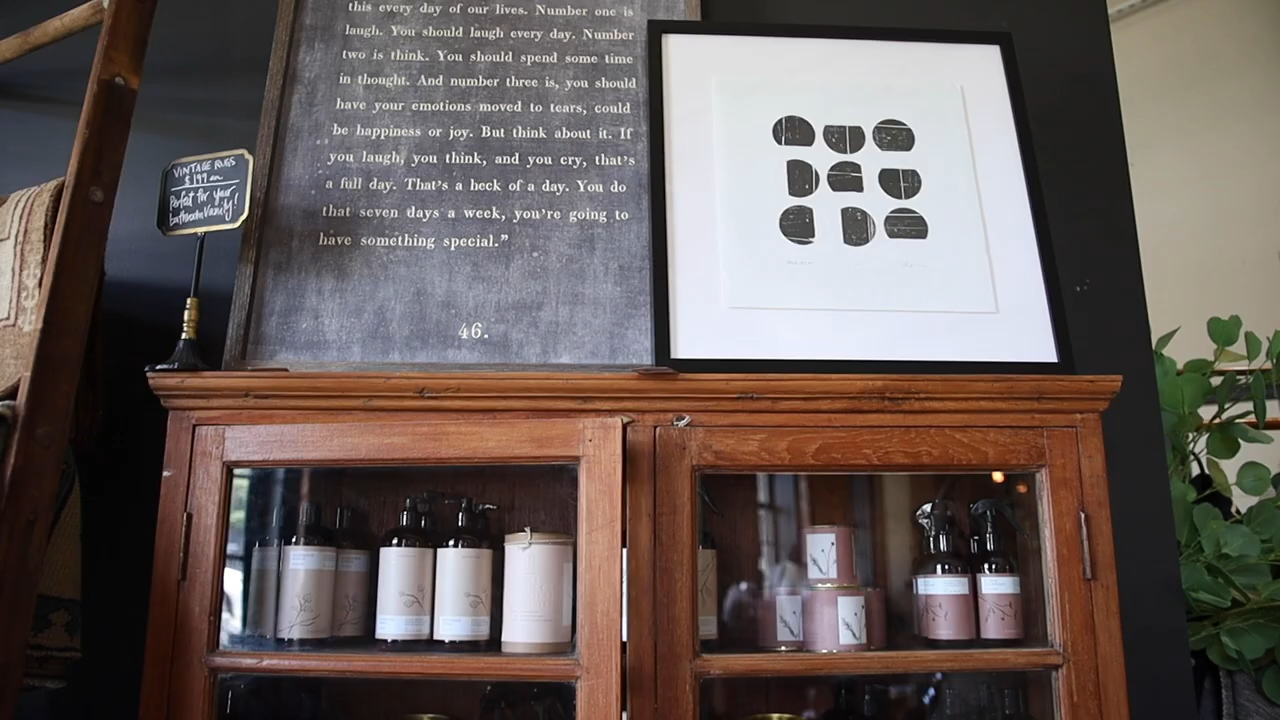 this every day of our lives. Number one is
laugh. You should laugh every day. Number
two is think. You should spend some time
in thought. And number three is, you should
have your emotions moved to tears, could
be happiness or joy. But think about it. If
you laugh, you think, and you cry, that's
a full day. That's a heck of a day. You do
that seven days a week, you're going to
have something special."
46.
VINTAGE RUGS
$199 ea
Perfect for your
bathroom Vanity!